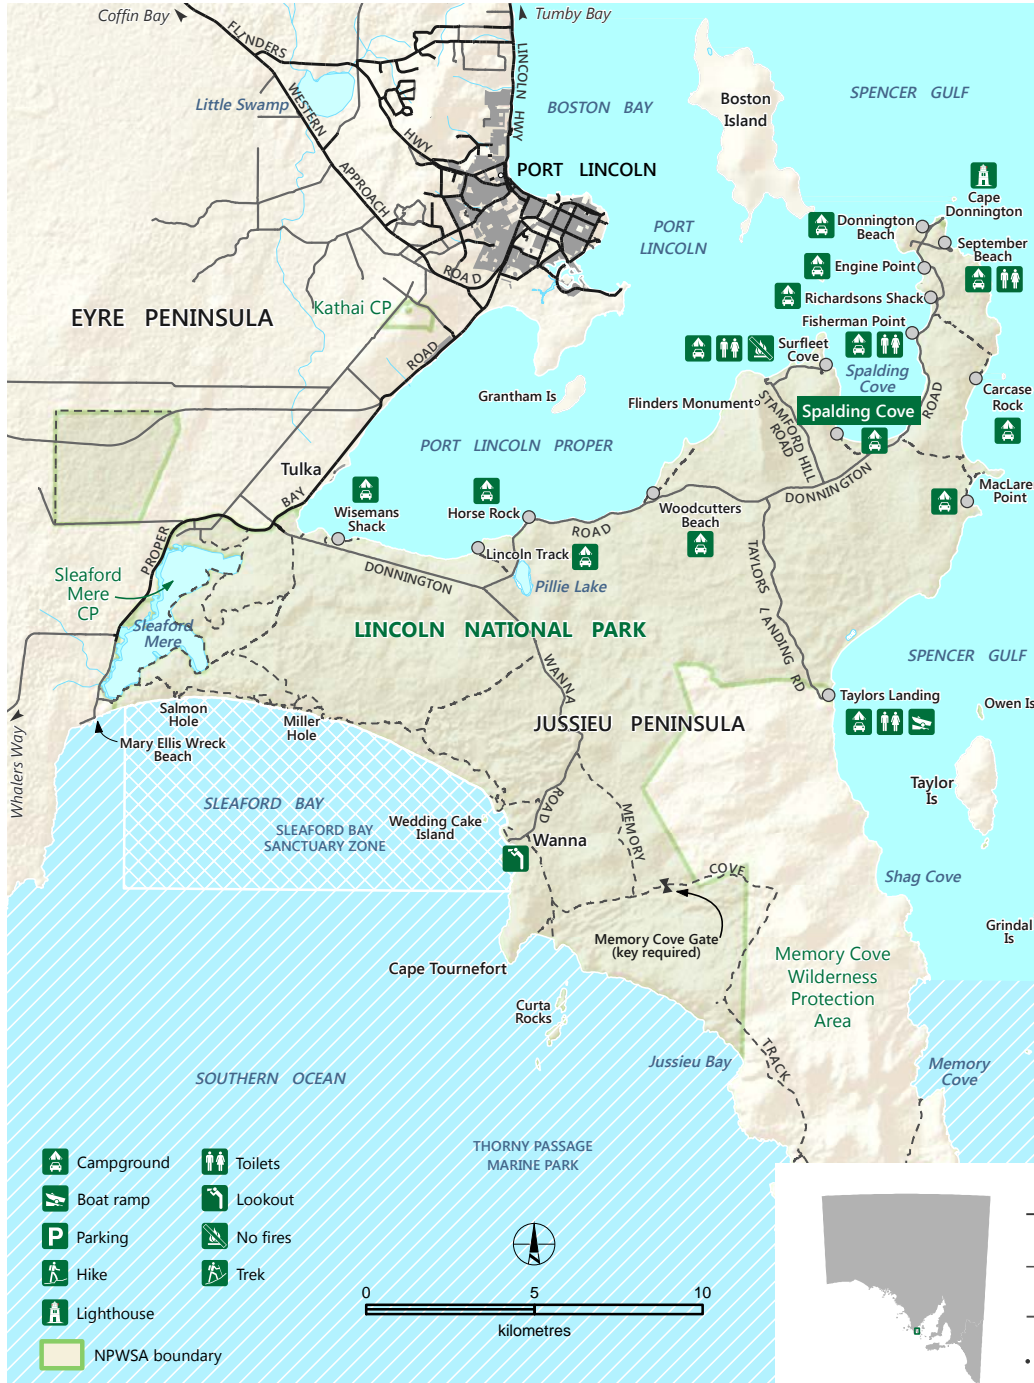 Coffin Bay
Tumby Bay
FLINDERS
HWY
LINCOLN HWY
Little Swamp
WESTERN
APPROACH
ROAD
BOSTON BAY
Boston
Island
SPENCER GULF
PORT LINCOLN
PORT
LINCOLN
Cape
Donnington
Donnington
Beach
September
Beach
Engine Point
Richardsons Shack
Fisherman Point
Kathai CP
EYRE PENINSULA
ROAD
Surfleet
Cove
Spalding
Cove
Grantham Is
Flinders Monument
STAMFORD HILL
ROAD
Spalding Cove
ROAD
Carcase
Rock
PORT LINCOLN PROPER
Tulka
BAY
PROPER
Wisemans
Shack
Horse Rock
Woodcutters
Beach
DONNINGTON
MacLare
Point
ROAD
Lincoln Track
DONNINGTON
Pillie Lake
TAYLORS LANDING RD
Sleaford
Mere
CP
Sleaford
Mere
LINCOLN NATIONAL PARK
WANNA
ROAD
SPENCER GULF
Taylors Landing
Owen Is
Salmon
Hole
Miller
Hole
JUSSIEU PENINSULA
Mary Ellis Wreck
Beach
Whalers Way
Taylor
Is
SLEAFORD BAY
SLEAFORD BAY
SANCTUARY ZONE
Wedding Cake
Island
Wanna
MEMORY
COVE
TRACK
Shag Cove
Memory Cove Gate
(key required)
Grindal
Is
Cape Tournefort
Memory Cove
Wilderness
Protection
Area
Curta
Rocks
Jussieu Bay
Memory
Cove
SOUTHERN OCEAN
THORNY PASSAGE
MARINE PARK
Campground
Toilets
Boat ramp
Lookout
P
Parking
No fires
Hike
Trek
Lighthouse
NPWSA boundary
0 5 10
kilometres